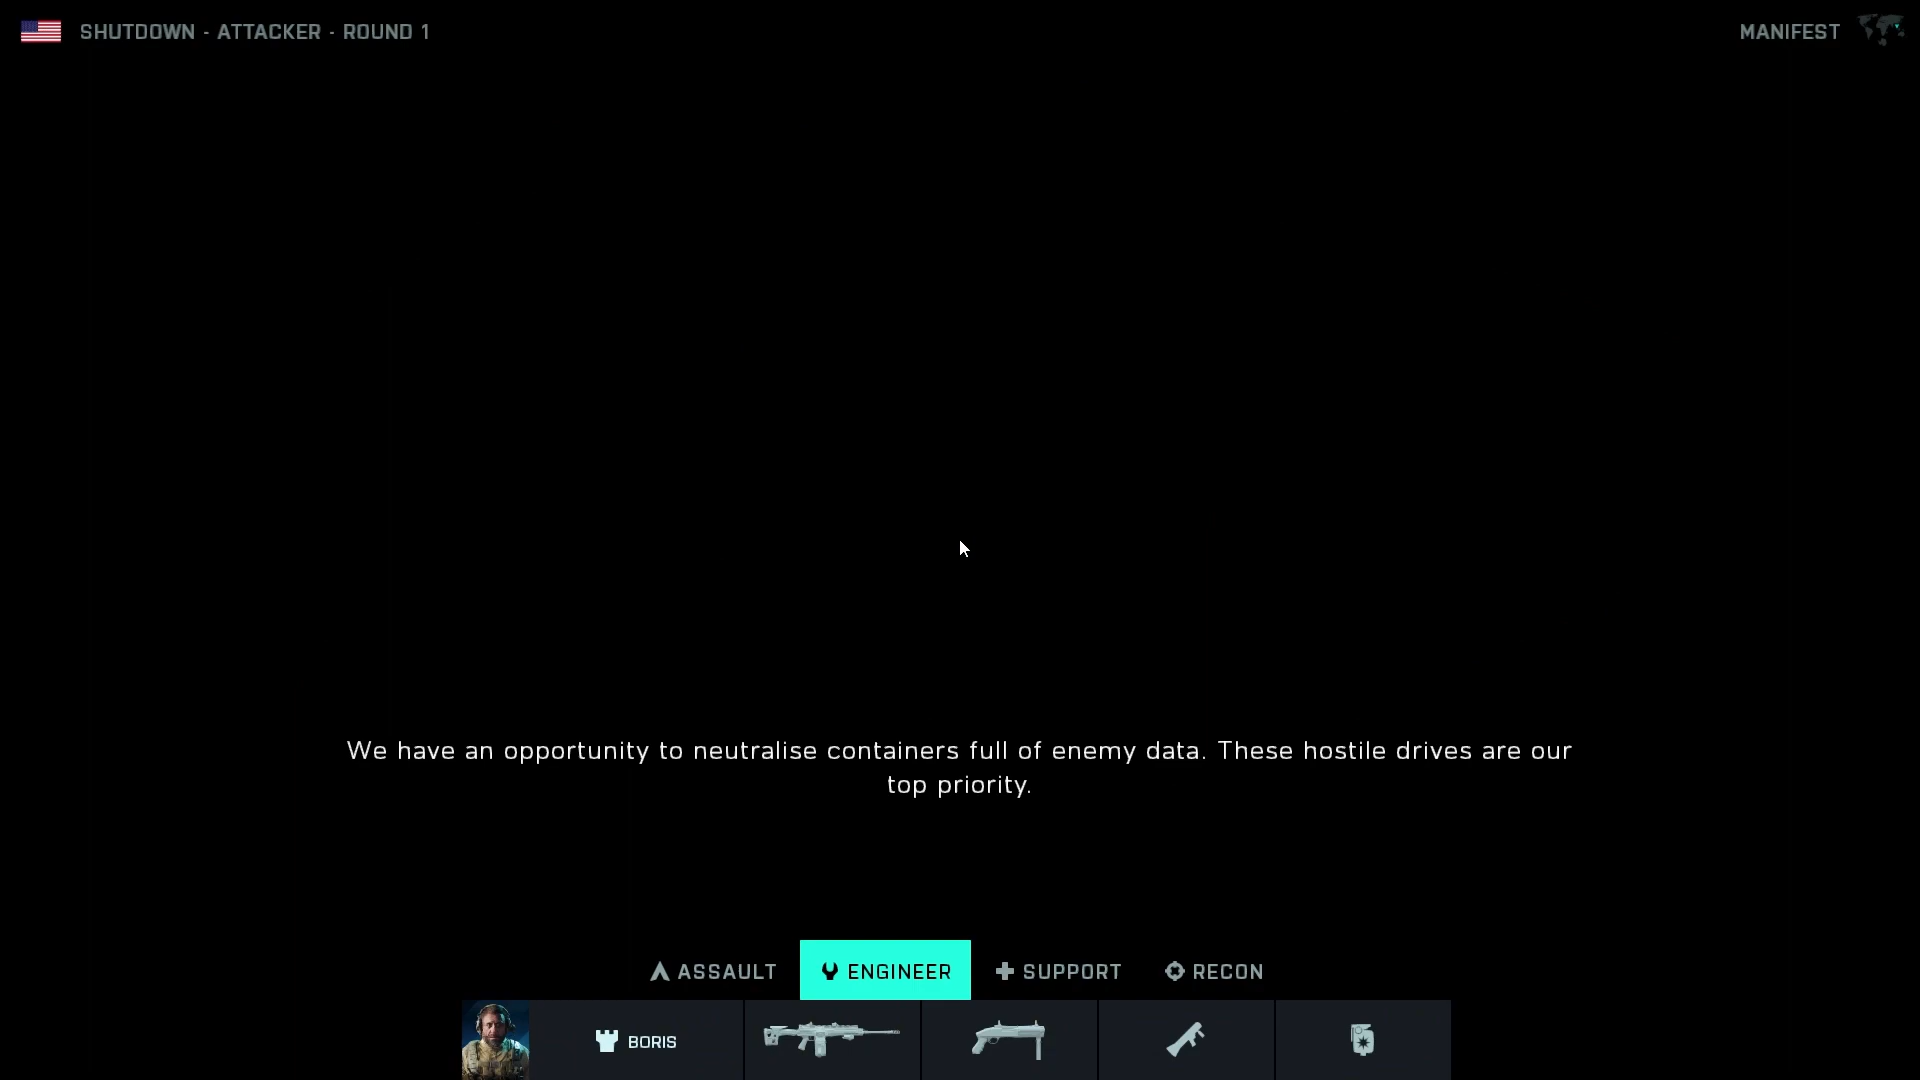 SHUTDOWN - ATTACKER - ROUND 1
MANIFEST
We have an opportunity to neutralise containers full of enemy data. These hostile drives are our
top priority.
ASSAULT
ENGINEER
SUPPORT
RECON
BORIS